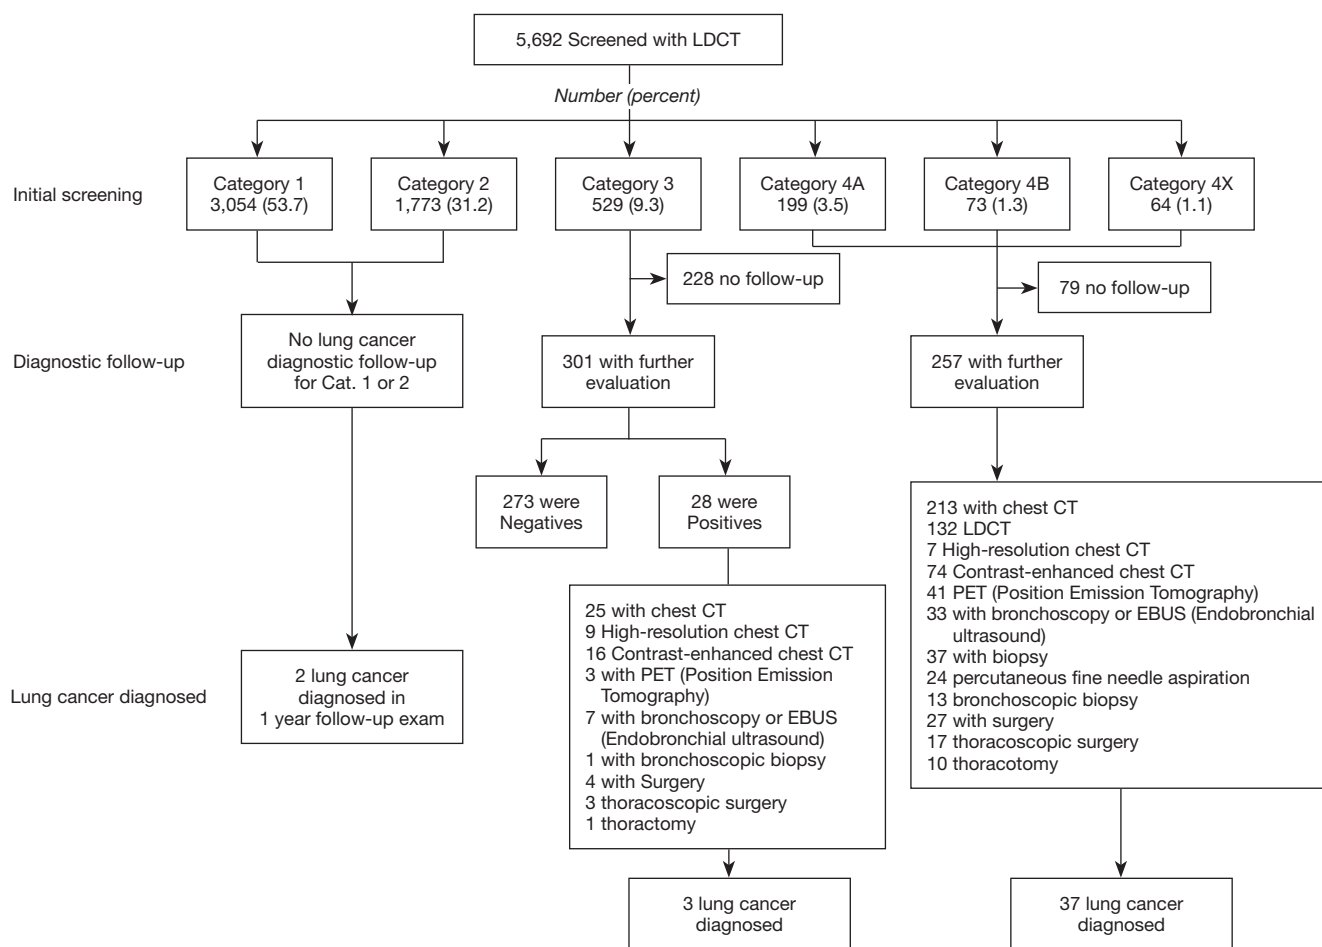 5,692 Screened with LDCT
Number (percent)
Initial screening
Category 1
3,054 (53.7)
Category 2
1,773 (31.2)
Category 3
529 (9.3)
Category 4A
199 (3.5)
Category 4B
73 (1.3)
Category 4X
64 (1.1)
228 no follow-up
79 no follow-up
Diagnostic follow-up
No lung cancer
diagnostic follow-up
for Cat. 1 or 2
301 with further
evaluation
257 with further
evaluation
273 were
Negatives
28 were
Positives
25 with chest CT
9 High-resolution chest CT
16 Contrast-enhanced chest CT
3 with PET (Position Emission
Tomography)
7 with bronchoscopy or EBUS
(Endobronchial ultrasound)
1 with bronchoscopic biopsy
4 with Surgery
3 thoracoscopic surgery
1 thoractomy
213 with chest CT
132 LDCT
7 High-resolution chest CT
74 Contrast-enhanced chest CT
41 PET (Position Emission Tomography)
33 with bronchoscopy or EBUS (Endobronchial
ultrasound)
37 with biopsy
24 percutaneous fine needle aspiration
13 bronchoscopic biopsy
27 with surgery
17 thoracoscopic surgery
10 thoracotomy
Lung cancer diagnosed
2 lung cancer
diagnosed in
1 year follow-up exam
3 lung cancer
diagnosed
37 lung cancer
diagnosed